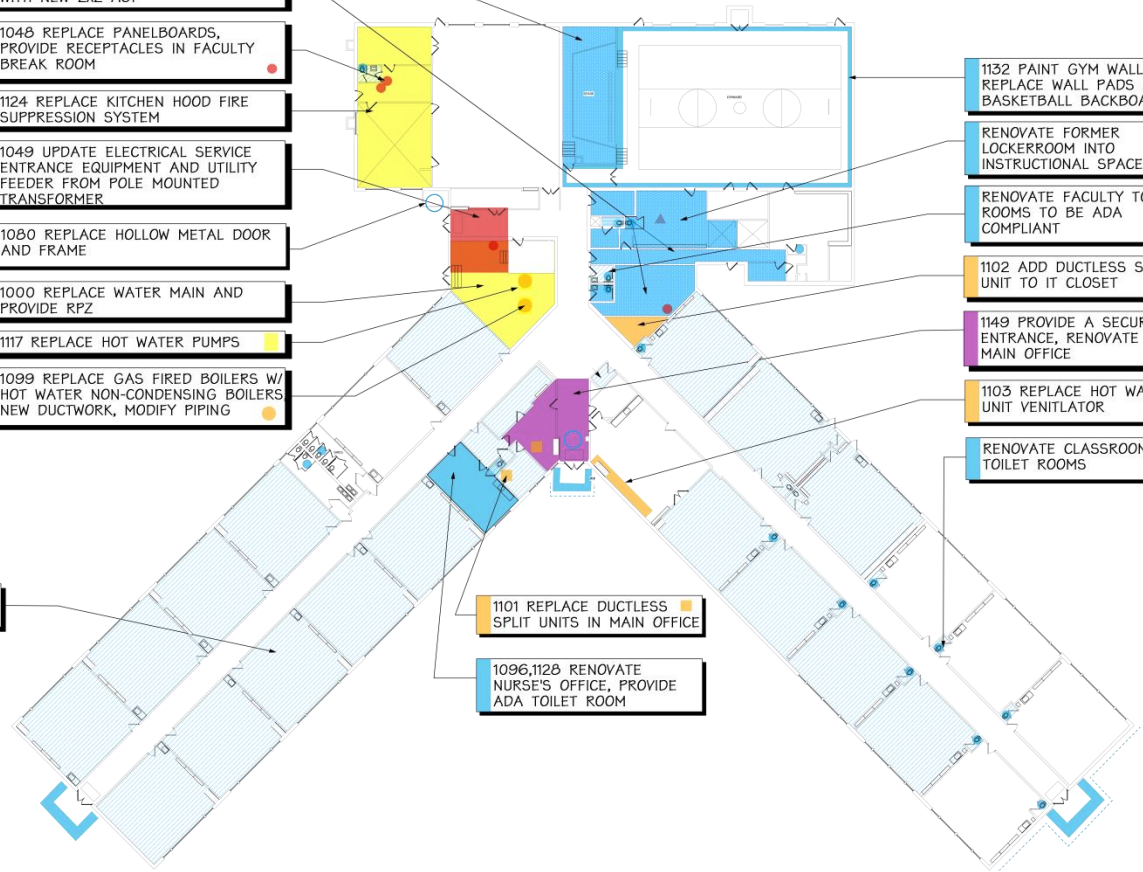 WITH NEW 2X2 ACT
1048 REPLACE PANELBOARDS,
PROVIDE RECEPTACLES IN FACULTY
BREAK ROOM
1124 REPLACE KITCHEN HOOD FIRE
SUPPRESSION SYSTEM
1049 UPDATE ELECTRICAL SERVICE
ENTRANCE EQUIPMENT AND UTILITY
FEEDER FROM POLE MOUNTED
TRANSFORMER
1080 REPLACE HOLLOW METAL DOOR
AND FRAME
1000 REPLACE WATER MAIN AND
PROVIDE RPZ
1117 REPLACE HOT WATER PUMPS
1099 REPLACE GAS FIRED BOILERS W/
HOT WATER NON-CONDENSING BOILERS,
NEW DUCTWORK, MODIFY PIPING
1101 REPLACE DUCTLESS
SPLIT UNITS IN MAIN OFFICE
1096,1128 RENOVATE
NURSE'S OFFICE, PROVIDE
ADA TOILET ROOM
1132 PAINT GYM WALL
REPLACE WALL PADS
BASKETBALL BACKBOA
RENOVATE FORMER
LOCKERROOM INTO
INSTRUCTIONAL SPACE
RENOVATE FACULTY TO
ROOMS TO BE ADA
COMPLIANT
1102 ADD DUCTLESS S
UNIT TO IT CLOSET
1149 PROVIDE A SECUR
ENTRANCE, RENOVATE
MAIN OFFICE
1103 REPLACE HOT WA
UNIT VENITLATOR
RENOVATE CLASSROOM
TOILET ROOMS